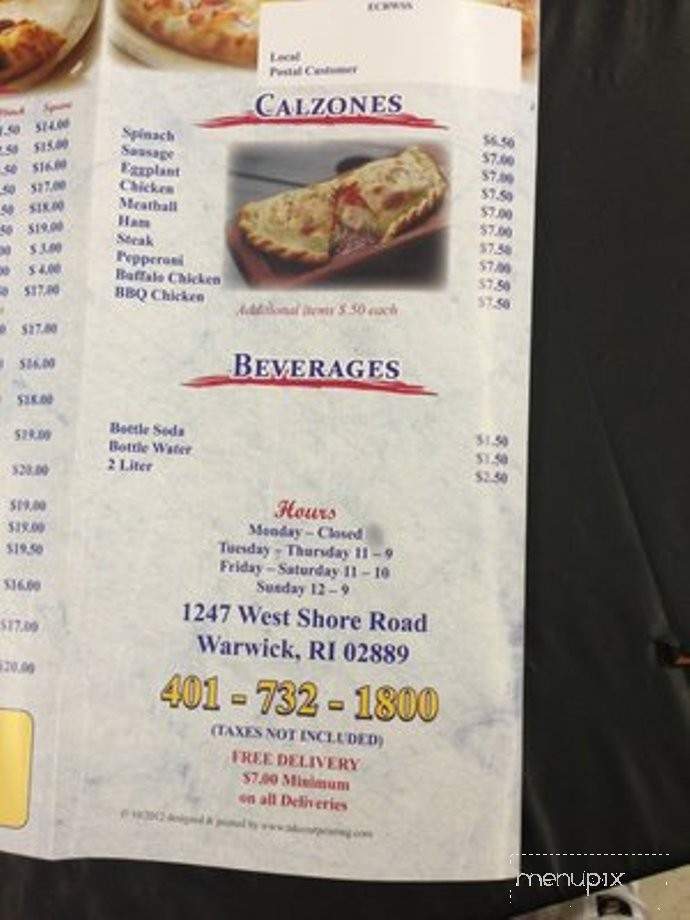 ECRWSS
Local
Postal Customer
Square
$14.00
$15.00
$16.00
$17.00
$18.00
$19.00
$ 3.00
$ 4.00
$17.00
$17.00
$16.00
$18.00
$19.00
$20.00
$19.00
$19.00
$19.50
$16.00
$17.00
$20.00
CALZONES
Spinach $6.50
Sausage $7.00
Eggplant $7.00
Chicken $7.50
Meatball $7.00
Ham $7.00
Steak $7.50
Pepperoni $7.00
Buffalo Chicken $7.50
BBQ Chicken $7.50
Additional items $.50 each
BEVERAGES
Bottle Soda $1.50
Bottle Water $1.50
2 Liter $2.50
Hours
Monday – Closed
Tuesday – Thursday 11 – 9
Friday – Saturday 11 – 10
Sunday 12 – 9
1247 West Shore Road
Warwick, RI 02889
401 - 732 - 1800
(TAXES NOT INCLUDED)
FREE DELIVERY
$7.00 Minimum
on all Deliveries
© 10/2012 designed & printed by
menupix